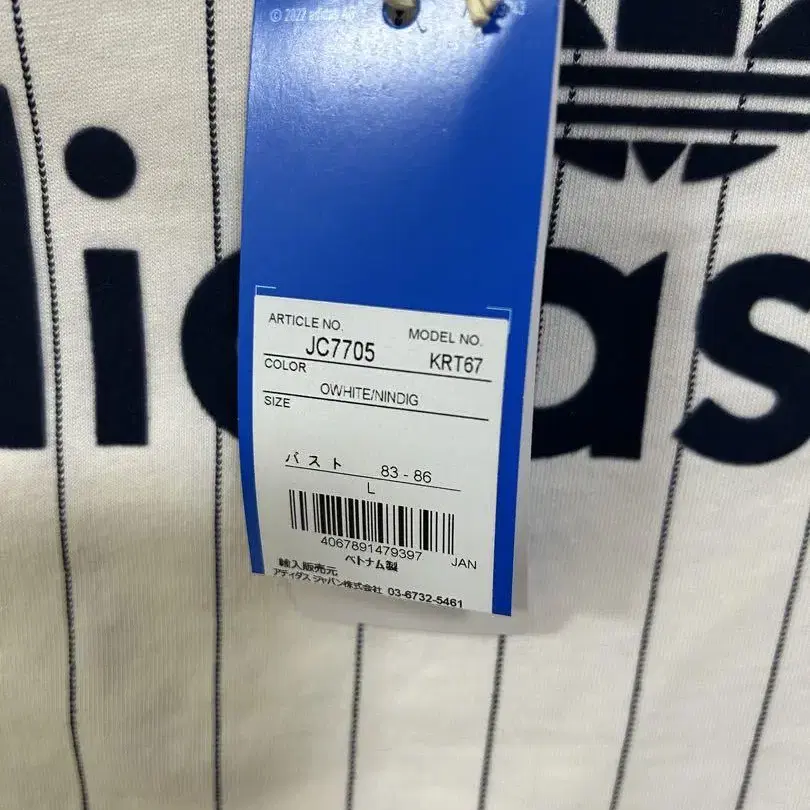 © 2022 adidas AG
adidas
ARTICLE NO.
MODEL NO.
JC7705
KRT67
COLOR
OWHITE/NINDIG
SIZE
バスト 83 - 86
L
4067891479397
JAN
ベトナム製
輸入販売元
アディダス ジャパン株式会社 03-6732-5461